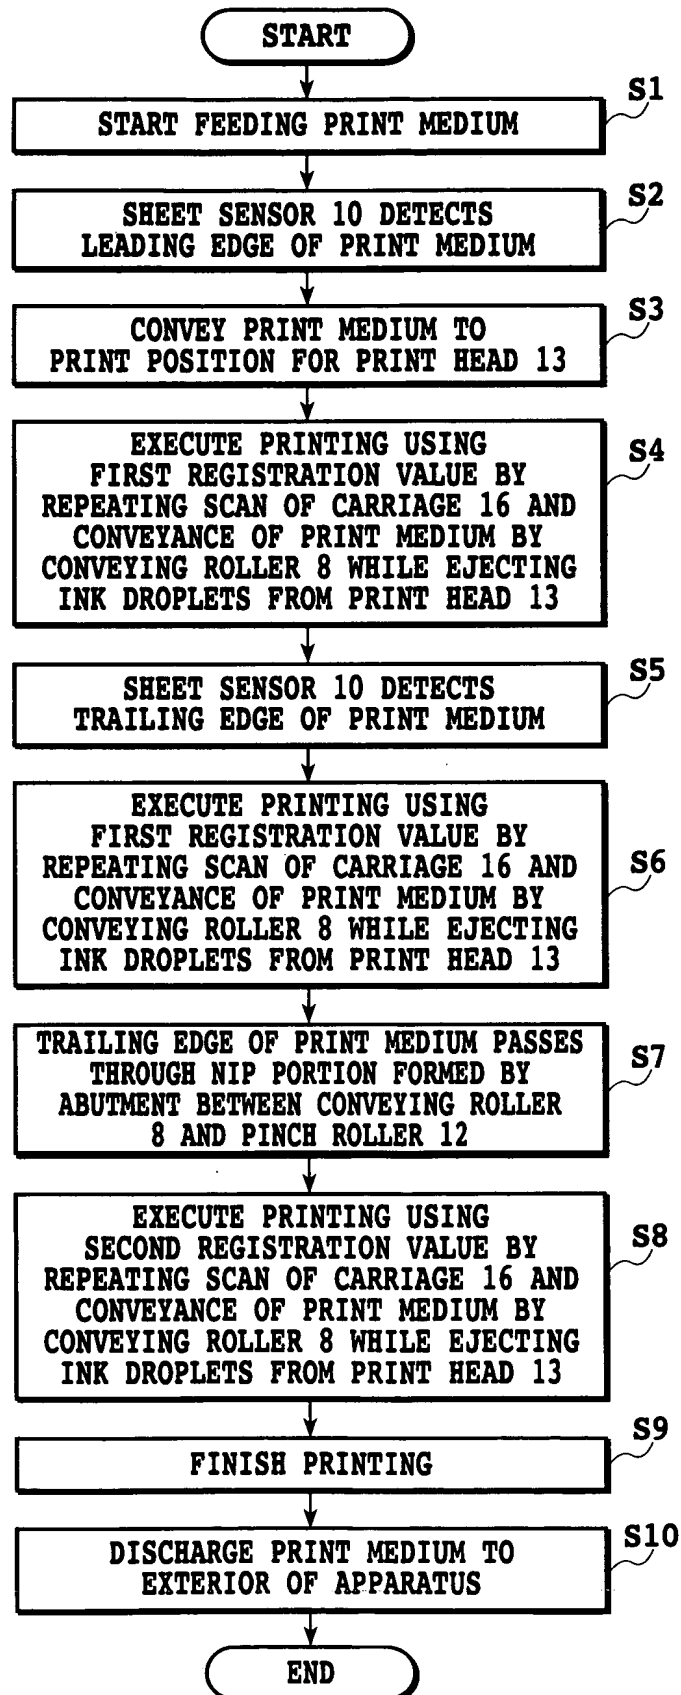 START
S1
START FEEDING PRINT MEDIUM
S2
SHEET SENSOR 10 DETECTS
LEADING EDGE OF PRINT MEDIUM
S3
CONVEY PRINT MEDIUM TO
PRINT POSITION FOR PRINT HEAD 13
S4
EXECUTE PRINTING USING
FIRST REGISTRATION VALUE BY
REPEATING SCAN OF CARRIAGE 16 AND
CONVEYANCE OF PRINT MEDIUM BY
CONVEYING ROLLER 8 WHILE EJECTING
INK DROPLETS FROM PRINT HEAD 13
S5
SHEET SENSOR 10 DETECTS
TRAILING EDGE OF PRINT MEDIUM
S6
EXECUTE PRINTING USING
FIRST REGISTRATION VALUE BY
REPEATING SCAN OF CARRIAGE 16 AND
CONVEYANCE OF PRINT MEDIUM BY
CONVEYING ROLLER 8 WHILE EJECTING
INK DROPLETS FROM PRINT HEAD 13
S7
TRAILING EDGE OF PRINT MEDIUM PASSES
THROUGH NIP PORTION FORMED BY
ABUTMENT BETWEEN CONVEYING ROLLER
8 AND PINCH ROLLER 12
S8
EXECUTE PRINTING USING
SECOND REGISTRATION VALUE BY
REPEATING SCAN OF CARRIAGE 16 AND
CONVEYANCE OF PRINT MEDIUM BY
CONVEYING ROLLER 8 WHILE EJECTING
INK DROPLETS FROM PRINT HEAD 13
S9
FINISH PRINTING
S10
DISCHARGE PRINT MEDIUM TO
EXTERIOR OF APPARATUS
END